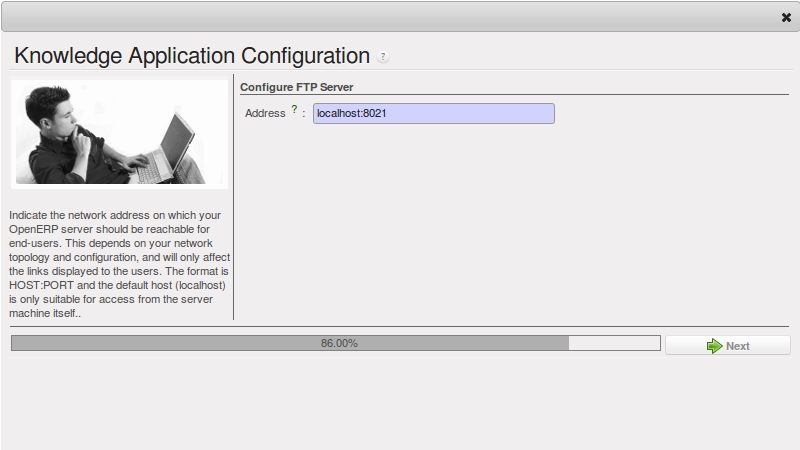 Knowledge Application Configuration ?
Configure FTP Server
Address ? : localhost:8021
Indicate the network address on which your
OpenERP server should be reachable for
end-users. This depends on your network
topology and configuration, and will only affect
the links displayed to the users. The format is
HOST:PORT and the default host (localhost)
is only suitable for access from the server
machine itself..
86.00%
Next